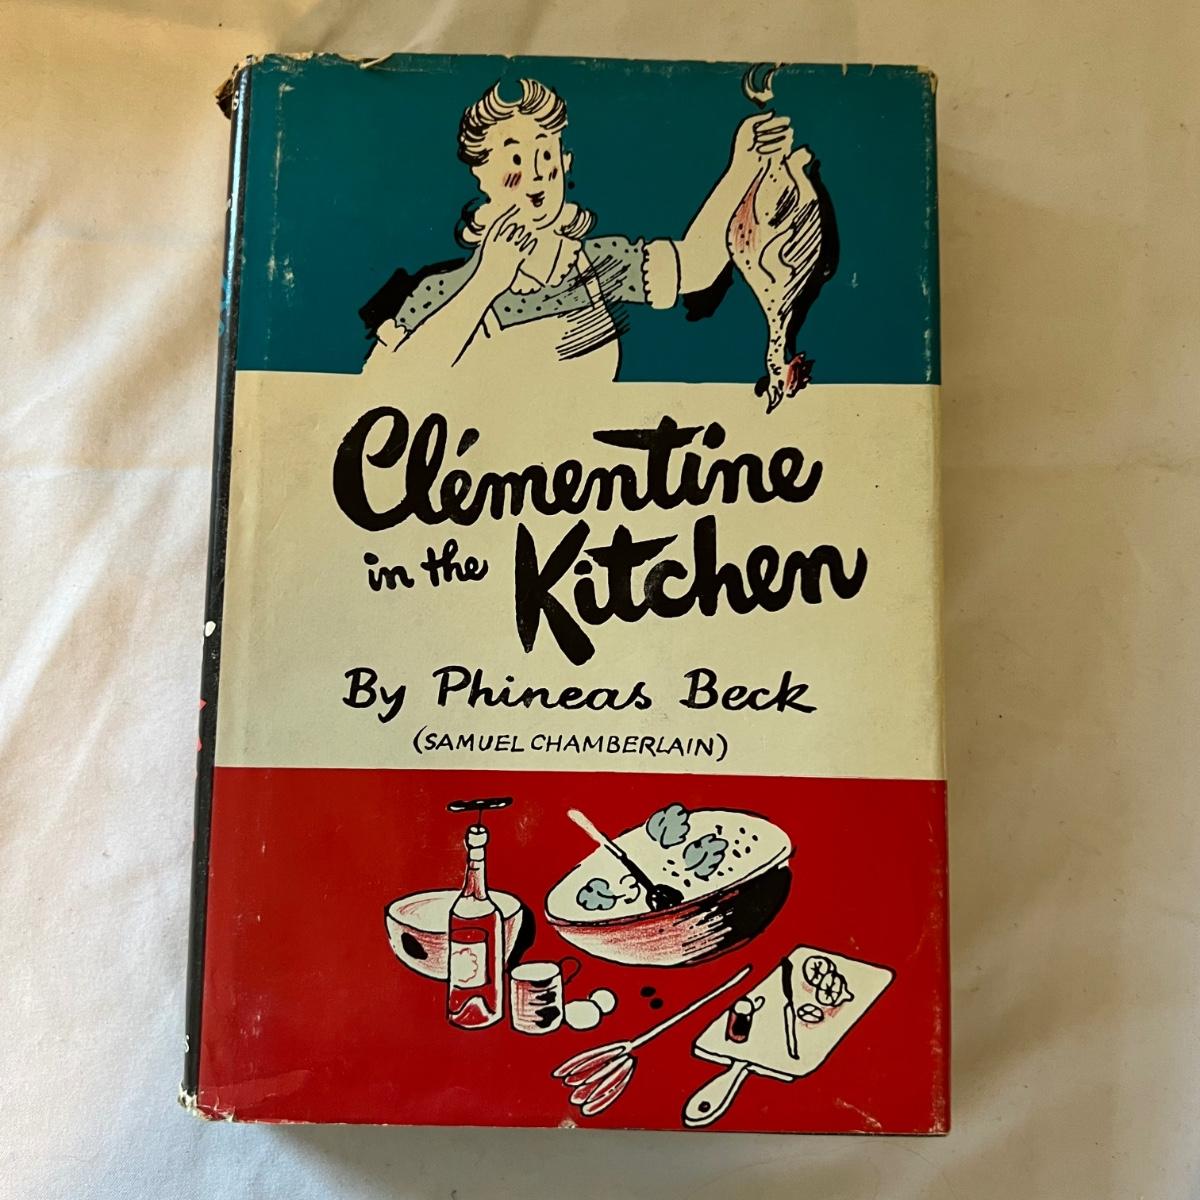 Clémentine
in the Kitchen
By Phineas Beck
(SAMUEL CHAMBERLAIN)